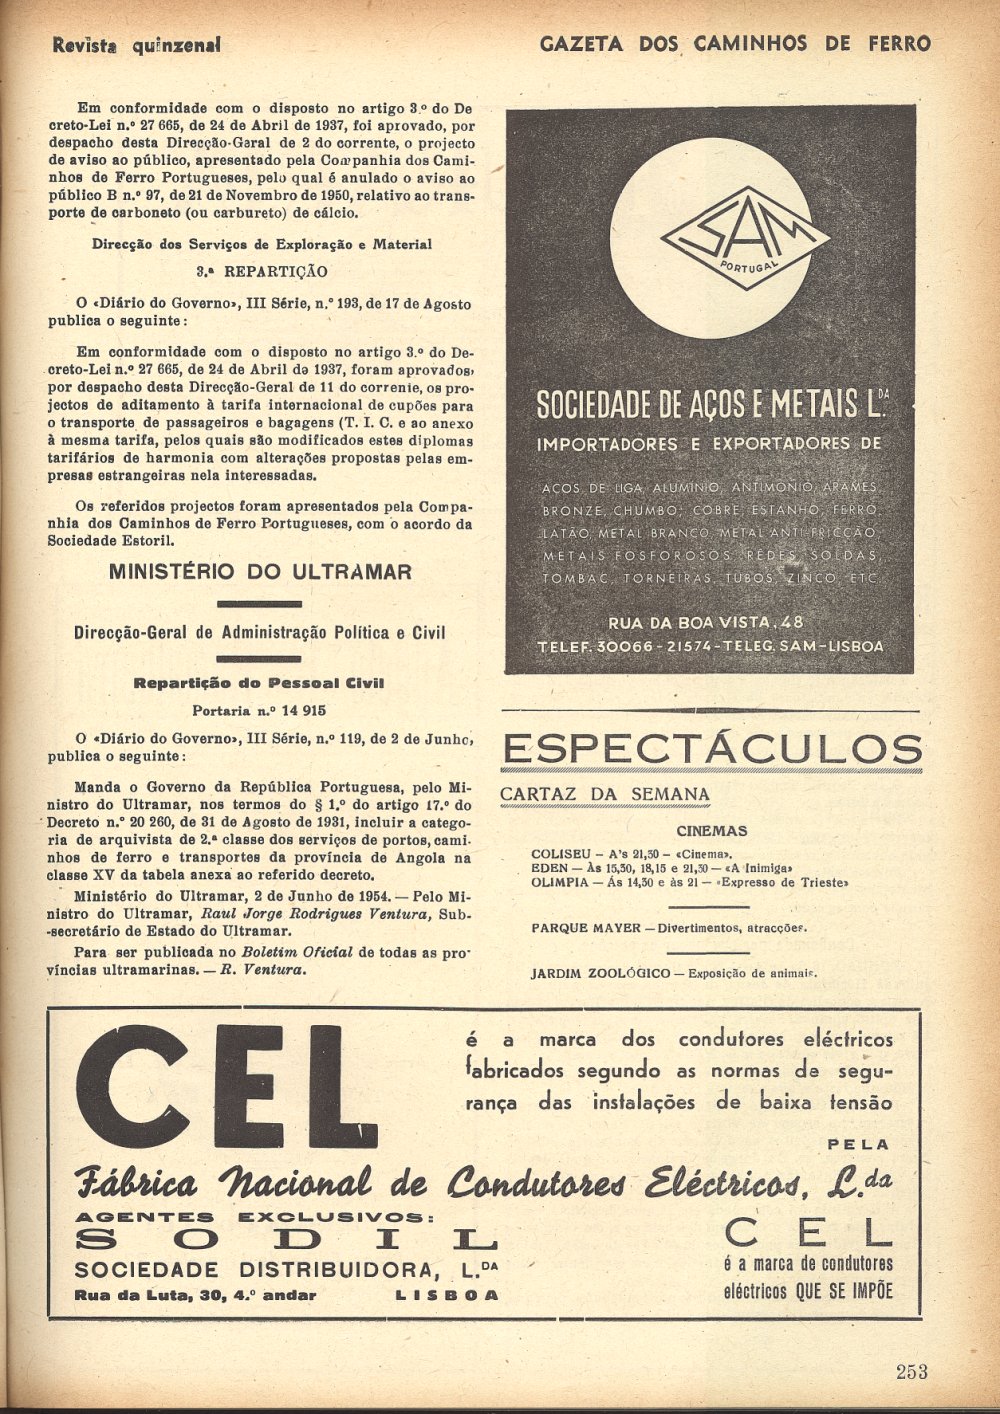 Revista quinzenal
GAZETA DOS CAMINHOS DE FERRO
Em conformidade com o disposto no artigo 3.º do De
creto-Lei n.º 27 665, de 24 de Abril de 1937, foi aprovado, por
despacho desta Direcção-Geral de 2 do corrente, o projecto
de aviso ao público, apresentado pela Companhia dos Cami-
nhos de Ferro Portugueses, pelo qual é anulado o aviso ao
público B n.º 97, de 21 de Novembro de 1950, relativo ao trans-
porte de carboneto (ou carbureto) de cálcio.
Direcção dos Serviços de Exploração e Material
3.ª REPARTIÇÃO
O «Diário do Governo», III Série, n.º 193, de 17 de Agosto
publica o seguinte:
Em conformidade com o disposto no artigo 3.º do De-
creto-Lei n.º 27 665, de 24 de Abril de 1937, foram aprovados,
por despacho desta Direcção-Geral de 11 do corrente, os pro-
jectos de aditamento à tarifa internacional de cupões para
o transporte de passageiros e bagagens (T. I. C. e ao anexo
à mesma tarifa, pelos quais são modificados estes diplomas
tarifários de harmonia com alterações propostas pelas em-
presas estrangeiras nela interessadas.
Os referidos projectos foram apresentados pela Compa-
nhia dos Caminhos de Ferro Portugueses, com o acordo da
Sociedade Estoril.
MINISTÉRIO DO ULTRAMAR
Direcção-Geral de Administração Política e Civil
Repartição do Pessoal Civil
Portaria n.º 14 915
O «Diário do Governo», III Série, n.º 119, de 2 de Junho,
publica o seguinte:
Manda o Governo da República Portuguesa, pelo Mi-
nistro do Ultramar, nos termos do § 1.º do artigo 17.º do
Decreto n.º 20 260, de 31 de Agosto de 1931, incluir a catego-
ria de arquivista de 2.ª classe dos serviços de portos, cami-
nhos de ferro e transportes da província de Angola na
classe XV da tabela anexa ao referido decreto.
Ministério do Ultramar, 2 de Junho de 1954. — Pelo Mi-
nistro do Ultramar, Raul Jorge Rodrigues Ventura, Sub-
-secretário de Estado do Ultramar.
Para ser publicada no Boletim Oficial de todas as pro-
víncias ultramarinas. — R. Ventura.
SAM
PORTUGAL
SOCIEDADE DE AÇOS E METAIS L.DA
IMPORTADORES E EXPORTADORES DE
AÇOS DE LIGA, ALUMÍNIO, ANTIMÓNIO, ARAMES,
BRONZE, CHUMBO, COBRE, ESTANHO, FERRO,
LATÃO, METAL BRANCO, METAL ANTI-FRICÇÃO,
METAIS FOSFOROSOS, REDES, SOLDAS,
TOMBAC, TORNEIRAS, TUBOS, ZINCO, ETC.
RUA DA BOA VISTA, 48
TELEF. 30066 - 21574 - TELEG. SAM - LISBOA
ESPECTÁCULOS
CARTAZ DA SEMANA
CINEMAS
COLISEU — A's 21,30 — «Cinema».
EDEN — Às 15,30, 18,15 e 21,30 — «A Inimiga»
OLIMPIA — Ás 14,30 e às 21 — «Expresso de Trieste»
PARQUE MAYER — Divertimentos, atracções.
JARDIM ZOOLÓGICO — Exposição de animais.
CEL
é a marca dos condutores eléctricos
fabricados segundo as normas de segu-
rança das instalações de baixa tensão
PELA
Fábrica Nacional de Condutores Eléctricos, L.da
AGENTES EXCLUSIVOS:
SODIL
SOCIEDADE DISTRIBUIDORA, L.DA
Rua da Luta, 30, 4.º andar LISBOA
CEL
é a marca de condutores
eléctricos QUE SE IMPÕE
253